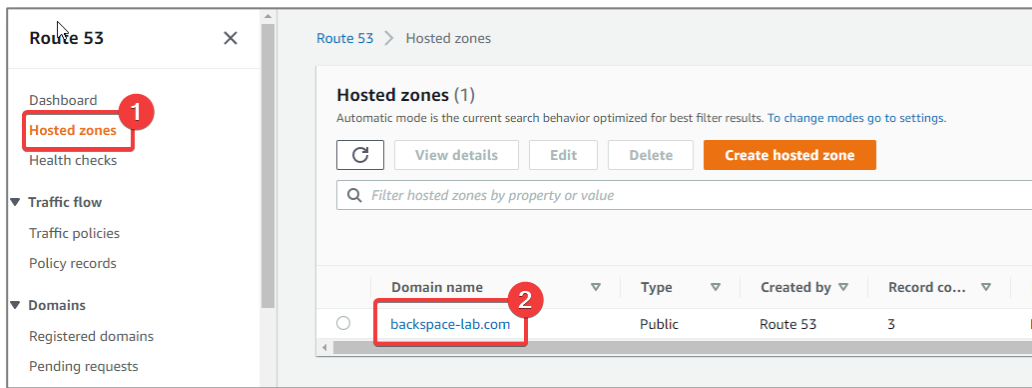 Route 53
Dashboard
1
Hosted zones
Health checks
Traffic flow
Traffic policies
Policy records
Domains
Registered domains
Pending requests
Route 53 > Hosted zones
Hosted zones (1)
Automatic mode is the current search behavior optimized for best filter results. To change modes go to settings.
View details Edit Delete Create hosted zone
Filter hosted zones by property or value
Domain name Type Created by Record co...
2
backspace-lab.com Public Route 53 3